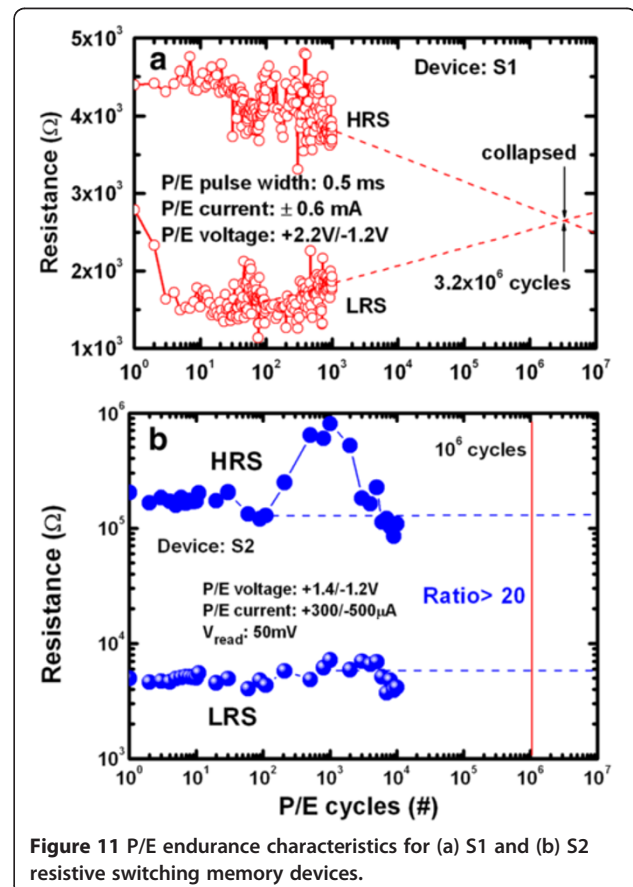 5x10³
4x10³
3x10³
2x10³
1x10³
Resistance (Ω)
a
Device: S1
HRS
collapsed
P/E pulse width: 0.5 ms
P/E current: ± 0.6 mA
P/E voltage: +2.2V/-1.2V
3.2x10⁶ cycles
LRS
10⁰ 10¹ 10² 10³ 10⁴ 10⁵ 10⁶ 10⁷
10⁶
10⁵
10⁴
10³
Resistance (Ω)
b
10⁶ cycles
HRS
Device: S2
P/E voltage: +1.4/-1.2V
P/E current: +300/-500μA
Vread: 50mV
Ratio> 20
LRS
10⁰ 10¹ 10² 10³ 10⁴ 10⁵ 10⁶ 10⁷
P/E cycles (#)
Figure 11 P/E endurance characteristics for (a) S1 and (b) S2
resistive switching memory devices.